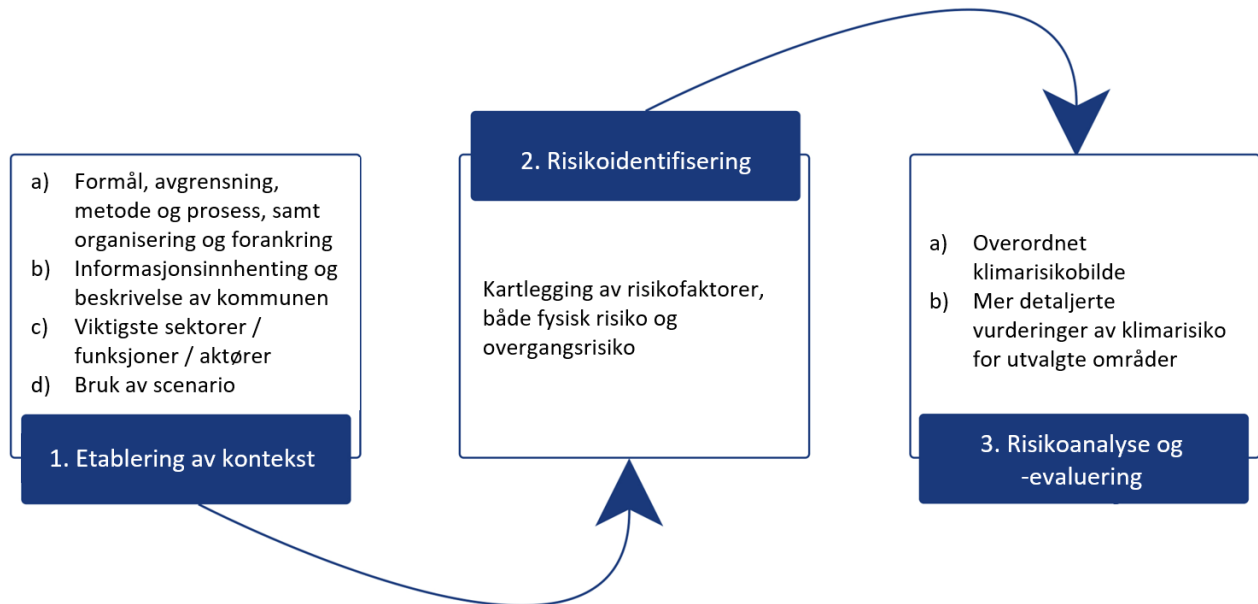 a) Formål, avgrensning,
metode og prosess, samt
organisering og forankring
b) Informasjonsinnhenting og
beskrivelse av kommunen
c) Viktigste sektorer /
funksjoner / aktører
d) Bruk av scenario
1. Etablering av kontekst
2. Risikoidentifisering
Kartlegging av risikofaktorer,
både fysisk risiko og
overgangsrisiko
a) Overordnet
klimarisikobilde
b) Mer detaljerte
vurderinger av klimarisiko
for utvalgte områder
3. Risikoanalyse og
-evaluering